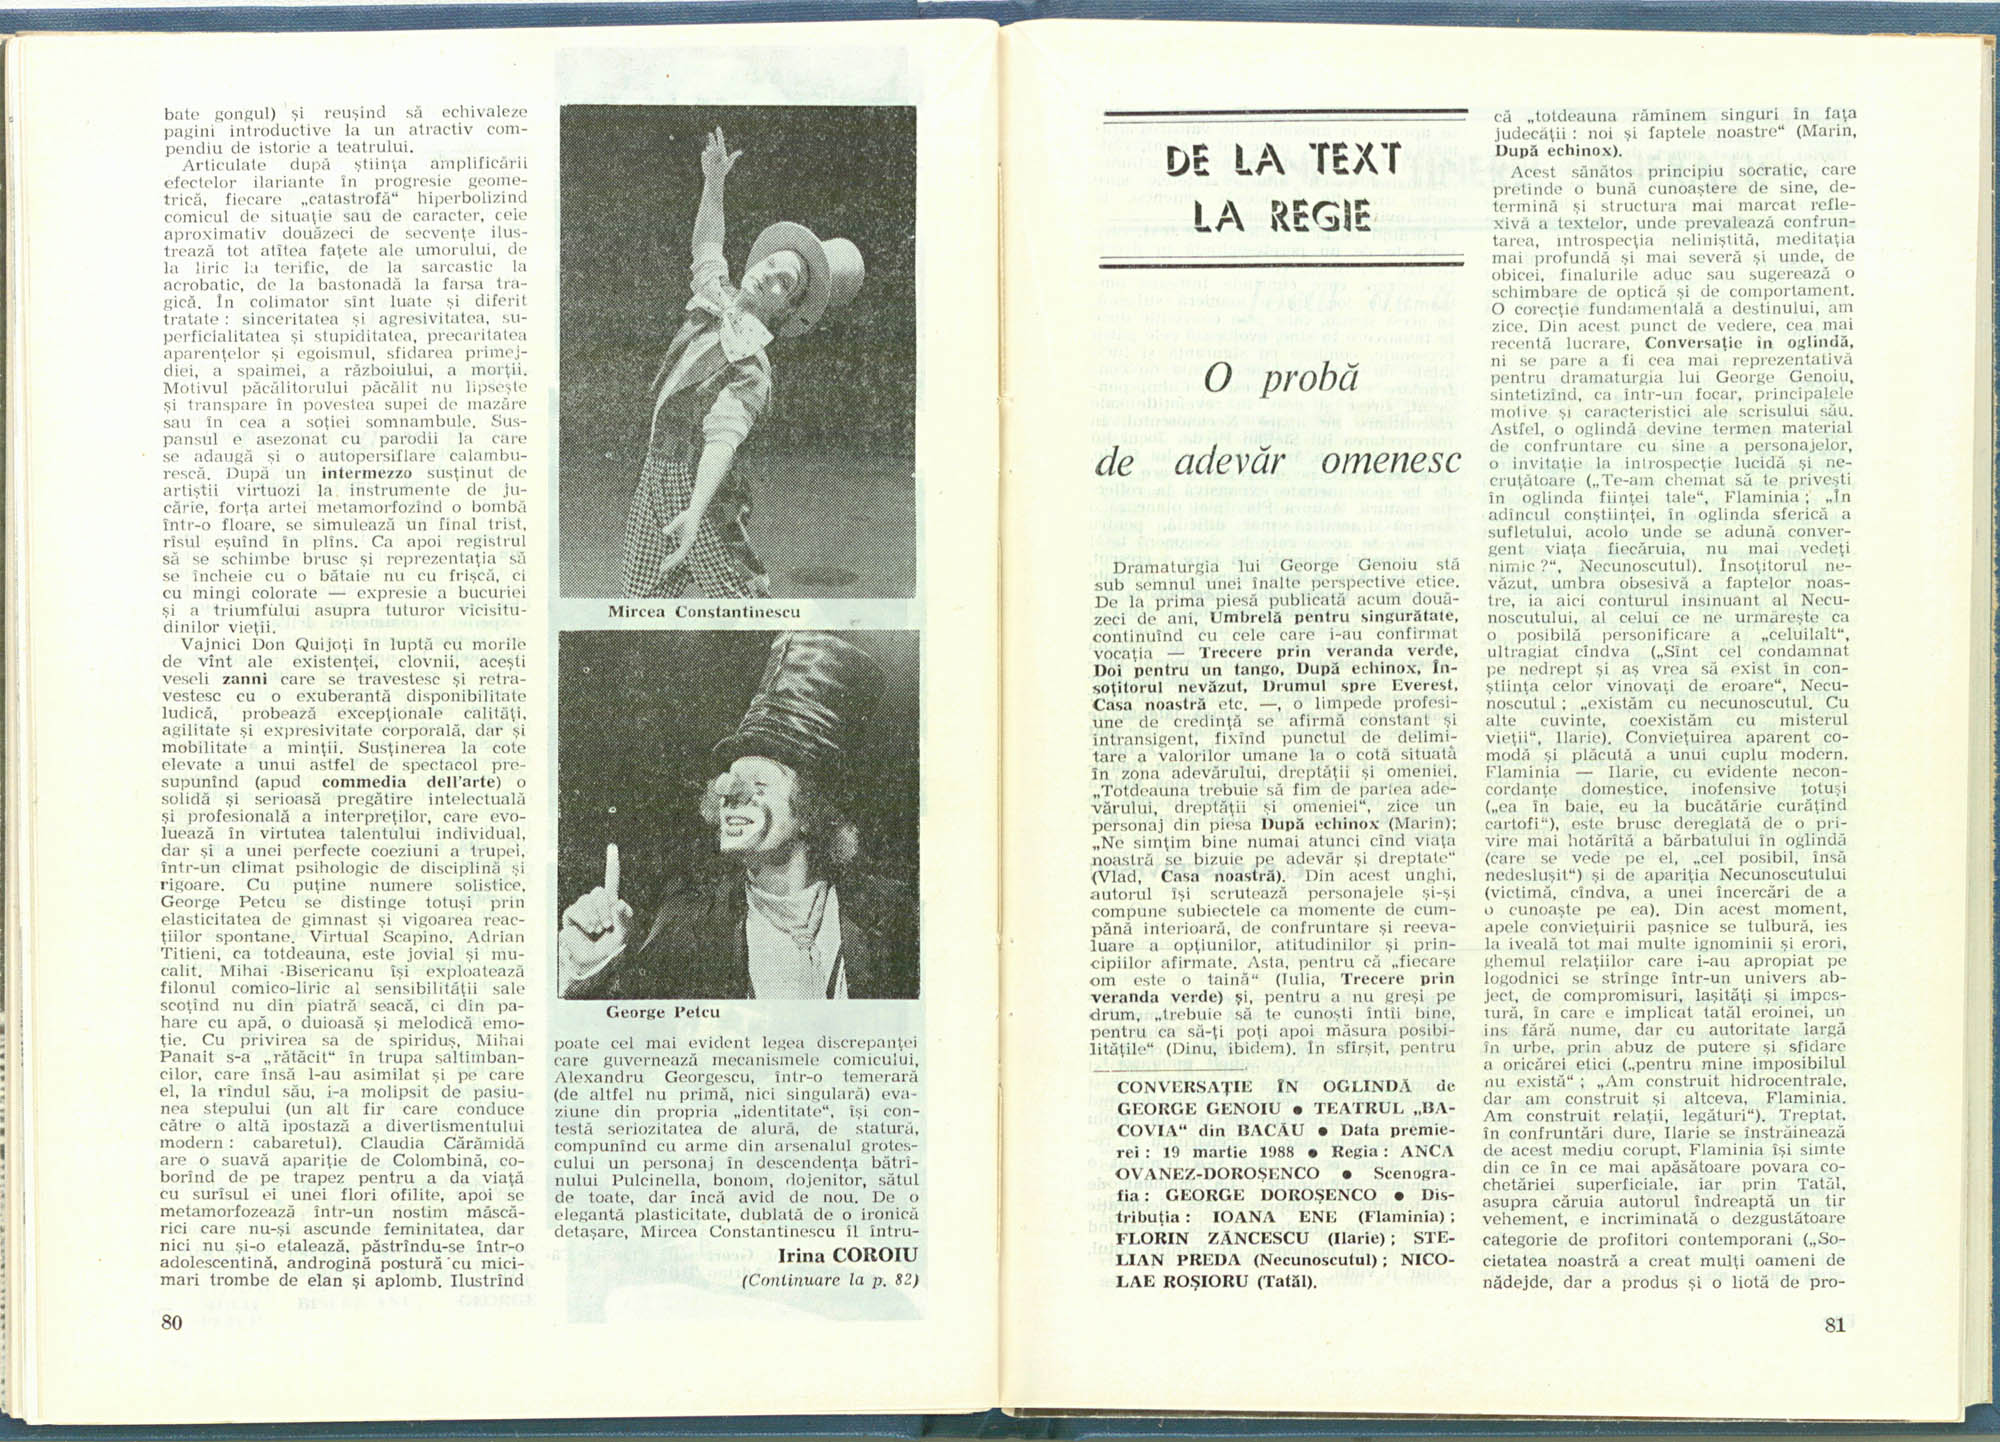 bate gongul) și reușind să echivaleze
pagini introductive la un atractiv com-
pendiu de istorie a teatrului.
Articulate după știința amplificării
efectelor ilariante în progresie geome-
trică, fiecare „catastrofă“ hiperbolizînd
comicul de situație sau de caracter, cele
aproximativ douăzeci de secvențe ilus-
trează tot atîtea fațete ale umorului, de
la liric la terific, de la sarcastic la
acrobatic, de la bastonadă la farsa tra-
gică. În colimator sînt luate și diferit
tratate : sinceritatea și agresivitatea, su-
perficialitatea și stupiditatea, precaritatea
aparențelor și egoismul, sfidarea primej-
diei, a spaimei, a războiului, a morții.
Motivul păcălitorului păcălit nu lipsește
și transpare în povestea supei de mazăre
sau în cea a soției somnambule. Sus-
pansul e asezonat cu parodii la care
se adaugă și o autopersiflare calambu-
rescă. După un intermezzo susținut de
artiștii virtuozi la instrumente de ju-
cărie, forța artei metamorfozînd o bombă
într-o floare, se simulează un final trist,
rîsul eșuînd în plîns. Ca apoi registrul
să se schimbe brusc și reprezentația să
se încheie cu o bătaie nu cu frișcă, ci
cu mingi colorate — expresie a bucuriei
și a triumfului asupra tuturor vicisitu-
dinilor vieții.
Vajnici Don Quijoți în luptă cu morile
de vînt ale existenței, clovnii, acești
veseli zanni care se travestesc și retra-
vestesc cu o exuberantă disponibilitate
ludică, probează excepționale calități,
agilitate și expresivitate corporală, dar și
mobilitate a minții. Susținerea la cote
elevate a unui astfel de spectacol pre-
supunînd (apud commedia dell'arte) o
solidă și serioasă pregătire intelectuală
și profesională a interpreților, care evo-
luează în virtutea talentului individual,
dar și a unei perfecte coeziuni a trupei,
într-un climat psihologic de disciplină și
rigoare. Cu puține numere solistice,
George Petcu se distinge totuși prin
elasticitatea de gimnast și vigoarea reac-
țiilor spontane. Virtual Scapino, Adrian
Titieni, ca totdeauna, este jovial și mu-
calit. Mihai Bisericanu își exploatează
filonul comico-liric al sensibilității sale
scoțînd nu din piatră seacă, ci din pa-
hare cu apă, o duioasă și melodică emo-
ție. Cu privirea sa de spiriduș, Mihai
Panait s-a „rătăcit“ în trupa saltimban-
cilor, care însă l-au asimilat și pe care
el, la rîndul său, i-a molipsit de pasiu-
nea stepului (un alt fir care conduce
către o altă ipostază a divertismentului
modern : cabaretul). Claudia Cărămidă
are o suavă apariție de Colombină, co-
borînd de pe trapez pentru a da viață
cu surîsul ei unei flori ofilite, apoi se
metamorfozează într-un nostim măscă-
rici care nu-și ascunde feminitatea, dar
nici nu și-o etalează, păstrîndu-se într-o
adolescentină, androgină postură cu mici-
mari trombe de elan și aplomb. Ilustrînd
80
Mircea Constantinescu
George Petcu
poate cel mai evident legea discrepanței
care guvernează mecanismele comicului,
Alexandru Georgescu, într-o temerară
(de altfel nu primă, nici singulară) eva-
ziune din propria „identitate“, își con-
testă seriozitatea de alură, de statură,
compunînd cu arme din arsenalul grotes-
cului un personaj în descendența bătrî-
nului Pulcinella, bonom, dojenitor, sătul
de toate, dar încă avid de nou. De o
elegantă plasticitate, dublată de o ironică
detașare, Mircea Constantinescu îl întru-
Irina COROIU
(Continuare la p. 82)
DE LA TEXT
LA REGIE
O probă
de adevăr omenesc
Dramaturgia lui George Genoiu stă
sub semnul unei înalte perspective etice.
De la prima piesă publicată acum două-
zeci de ani, Umbrelă pentru singurătate,
continuînd cu cele care i-au confirmat
vocația — Trecere prin veranda verde,
Doi pentru un tango, După echinox, În-
soțitorul nevăzut, Drumul spre Everest,
Casa noastră etc. —, o limpede profesi-
une de credință se afirmă constant și
intransigent, fixînd punctul de delimi-
tare a valorilor umane la o cotă situată
în zona adevărului, dreptății și omeniei.
„Totdeauna trebuie să fim de partea ade-
vărului, dreptății și omeniei“, zice un
personaj din piesa După echinox (Marin);
„Ne simțim bine numai atunci cînd viața
noastră se bizuie pe adevăr și dreptate“
(Vlad, Casa noastră). Din acest unghi,
autorul își scrutează personajele și-și
compune subiectele ca momente de cum-
pănă interioară, de confruntare și reeva-
luare a opțiunilor, atitudinilor și prin-
cipiilor afirmate. Asta, pentru că „fiecare
om este o taină“ (Iulia, Trecere prin
veranda verde) și, pentru a nu greși pe
drum, „trebuie să te cunoști întîi bine,
pentru ca să-ți poți apoi măsura posibi-
litățile“ (Dinu, ibidem). În sfîrșit, pentru
CONVERSAȚIE ÎN OGLINDĂ de
GEORGE GENOIU ● TEATRUL „BA-
COVIA“ din BACĂU ● Data premie-
rei : 19 martie 1988 ● Regia : ANCA
OVANEZ-DOROȘENCO ● Scenogra-
fia : GEORGE DOROȘENCO ● Dis-
tribuția : IOANA ENE (Flaminia) ;
FLORIN ZĂNCESCU (Ilarie) ; STE-
LIAN PREDA (Necunoscutul) ; NICO-
LAE ROȘIORU (Tatăl).
că „totdeauna rămînem singuri în fața
judecății : noi și faptele noastre“ (Marin,
După echinox).
Acest sănătos principiu socratic, care
pretinde o bună cunoaștere de sine, de-
termină și structura mai marcat refle-
xivă a textelor, unde prevalează confrun-
tarea, introspecția neliniștită, meditația
mai profundă și mai severă și unde, de
obicei, finalurile aduc sau sugerează o
schimbare de optică și de comportament.
O corecție fundamentală a destinului, am
zice. Din acest punct de vedere, cea mai
recentă lucrare, Conversație în oglindă,
ni se pare a fi cea mai reprezentativă
pentru dramaturgia lui George Genoiu,
sintetizînd, ca într-un focar, principalele
motive și caracteristici ale scrisului său.
Astfel, o oglindă devine termen material
de confruntare cu sine a personajelor,
o invitație la introspecție lucidă și ne-
cruțătoare („Te-am chemat să te privești
în oglinda ființei tale“, Flaminia ; „În
adîncul conștiinței, în oglinda sferică a
sufletului, acolo unde se adună conver-
gent viața fiecăruia, nu mai vedeți
nimic ?“, Necunoscutul). Însoțitorul ne-
văzut, umbra obsesivă a faptelor noas-
tre, ia aici conturul insinuant al Necu-
noscutului, al celui ce ne urmărește ca
o posibilă personificare a „celuilalt“,
ultragiat cîndva („Sînt cel condamnat
pe nedrept și aș vrea să exist în con-
știința celor vinovați de eroare“, Necu-
noscutul ; „existăm cu necunoscutul. Cu
alte cuvinte, coexistăm cu misterul
vieții“, Ilarie). Conviețuirea aparent co-
modă și plăcută a unui cuplu modern,
Flaminia — Ilarie, cu evidente necon-
cordanțe domestice, inofensive totuși
(„ea în baie, eu la bucătărie curățind
cartofi“), este brusc dereglată de o pri-
vire mai hotărîtă a bărbatului în oglindă
(care se vede pe el, „cel posibil, însă
nedeslușit“) și de apariția Necunoscutului
(victimă, cîndva, a unei încercări de a
o cunoaște pe ea). Din acest moment,
apele conviețuirii pașnice se tulbură, ies
la iveală tot mai multe ignominii și erori,
ghemul relațiilor care i-au apropiat pe
logodnici se strînge într-un univers ab-
ject, de compromisuri, lașități și impos-
tură, în care e implicat tatăl eroinei, un
ins fără nume, dar cu autoritate largă
în urbe, prin abuz de putere și sfidare
a oricărei etici („pentru mine imposibilul
nu există“ ; „Am construit hidrocentrale,
dar am construit și altceva, Flaminia.
Am construit relații, legături“). Treptat,
în confruntări dure, Ilarie se înstrăinează
de acest mediu corupt, Flaminia își simte
din ce în ce mai apăsătoare povara co-
chetăriei superficiale, iar prin Tatăl,
asupra căruia autorul îndreaptă un tir
vehement, e incriminată o dezgustătoare
categorie de profitori contemporani („So-
cietatea noastră a creat mulți oameni de
nădejde, dar a produs și o liotă de pro-
81